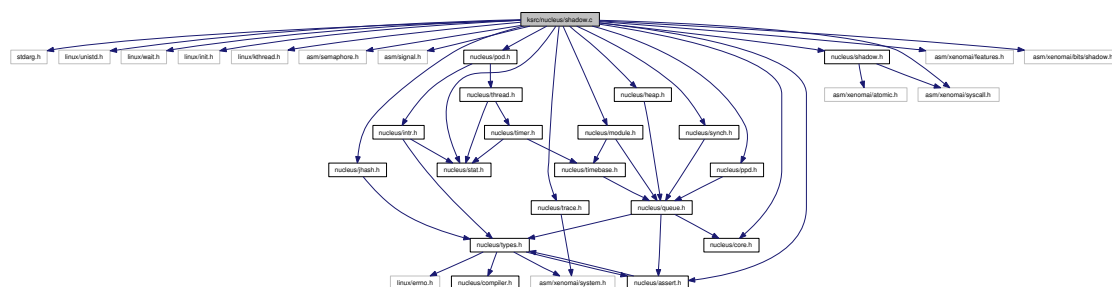 ksrc/nucleus/shadow.c
stdarg.h
linux/unistd.h
linux/wait.h
linux/init.h
linux/kthread.h
asm/semaphore.h
asm/signal.h
nucleus/pod.h
nucleus/shadow.h
asm/xenomai/features.h
asm/xenomai/bits/shadow.h
nucleus/thread.h
nucleus/heap.h
asm/xenomai/atomic.h
asm/xenomai/syscall.h
nucleus/intr.h
nucleus/timer.h
nucleus/module.h
nucleus/synch.h
nucleus/jhash.h
nucleus/stat.h
nucleus/timebase.h
nucleus/ppd.h
nucleus/trace.h
nucleus/queue.h
nucleus/types.h
nucleus/core.h
linux/errno.h
nucleus/compiler.h
asm/xenomai/system.h
nucleus/assert.h